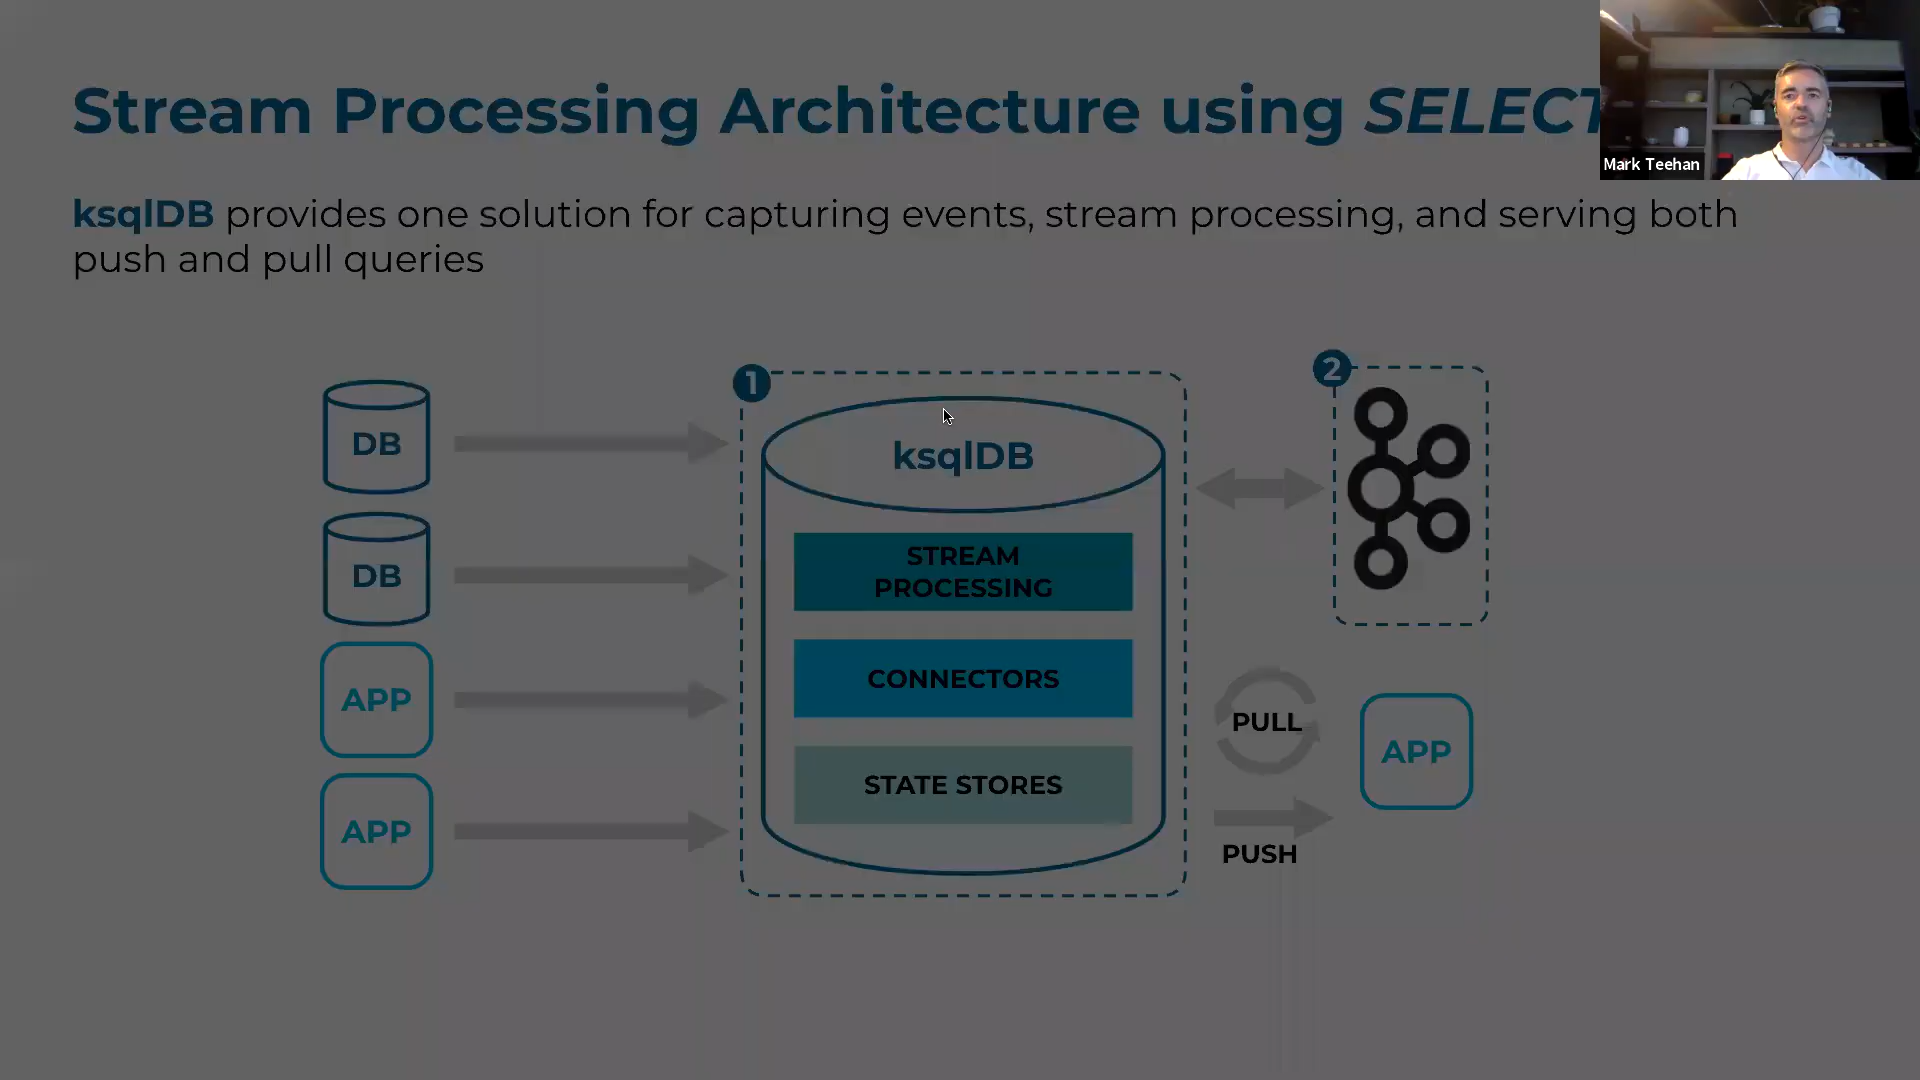 Stream Processing Architecture using SELECT
Mark Teehan
ksqlDB provides one solution for capturing events, stream processing, and serving both
push and pull queries
1
2
DB
ksqlDB
DB
STREAM
PROCESSING
APP
CONNECTORS
PULL
APP
APP
STATE STORES
PUSH